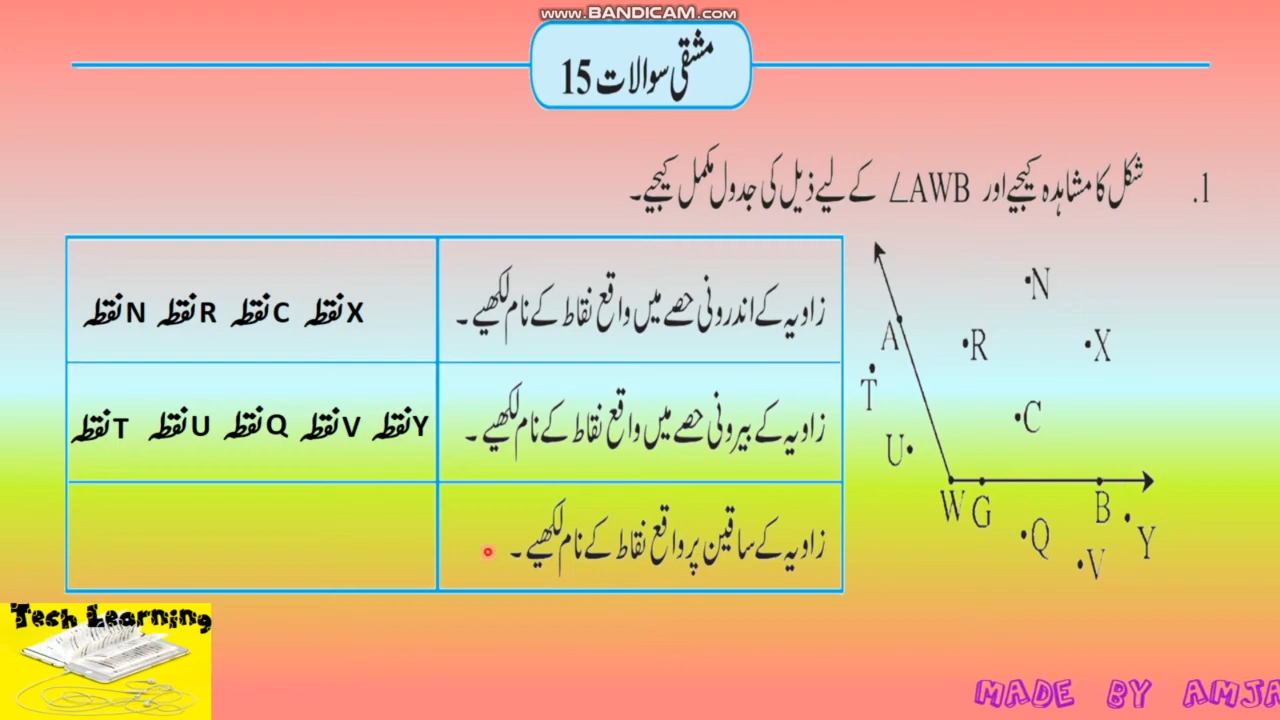 www.BANDICAM.com
مشقی سوالات 15
1. شکل کا مشاہدہ کیجیے اور ∠AWB کے لیے ذیل کی جدول مکمل کیجیے۔
زاویہ کے اندرونی حصے میں واقع نقاط کے نام لکھیے۔
نقطہ X نقطہ C نقطہ R نقطہ N
زاویہ کے بیرونی حصے میں واقع نقاط کے نام لکھیے۔
نقطہ Y نقطہ V نقطہ Q نقطہ U نقطہ T
زاویہ کے ساقین پر واقع نقاط کے نام لکھیے۔
N
A
R
X
T
C
U
W
G
B
Q
Y
V
Tech Learning
MADE BY AMJA